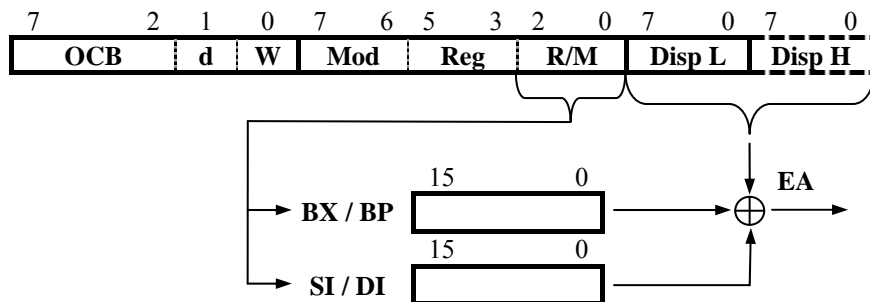 7 2 1 0 7 6 5 3 2 0 7 0 7 0
OCB d W Mod Reg R/M Disp L Disp H
EA
15 0
BX / BP
15 0
SI / DI